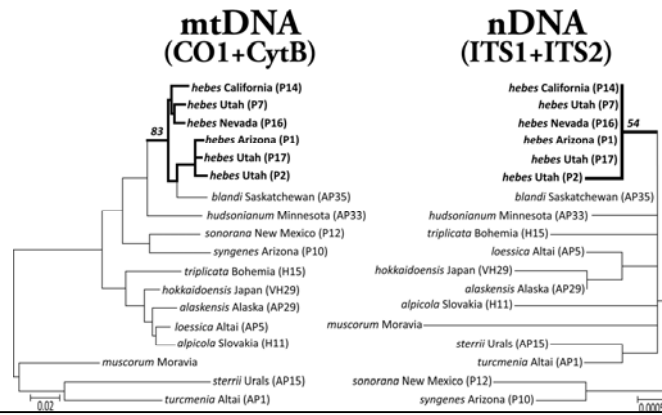 mtDNA
(CO1+CytB)
hebes California (P14)
hebes Utah (P7)
hebes Nevada (P16)
83
hebes Arizona (P1)
hebes Utah (P17)
hebes Utah (P2)
blandi Saskatchewan (AP35)
hudsonianum Minnesota (AP33)
sonorana New Mexico (P12)
syngenes Arizona (P10)
triplicata Bohemia (H15)
hokkaidoensis Japan (VH29)
alaskensis Alaska (AP29)
loessica Altai (AP5)
alpicola Slovakia (H11)
muscorum Moravia
sterrii Urals (AP15)
turcmenia Altai (AP1)
0.02
nDNA
(ITS1+ITS2)
hebes California (P14)
hebes Utah (P7)
hebes Nevada (P16)
54
hebes Arizona (P1)
hebes Utah (P17)
hebes Utah (P2)
blandi Saskatchewan (AP35)
hudsonianum Minnesota (AP33)
triplicata Bohemia (H15)
loessica Altai (AP5)
hokkaidoensis Japan (VH29)
alaskensis (AP29)
alpicola Slovakia (H11)
muscorum Moravia
sterrii Urals (AP15)
turcmenia Altai (AP1)
sonorana New Mexico (P12)
syngenes Arizona (P10)
0.0005